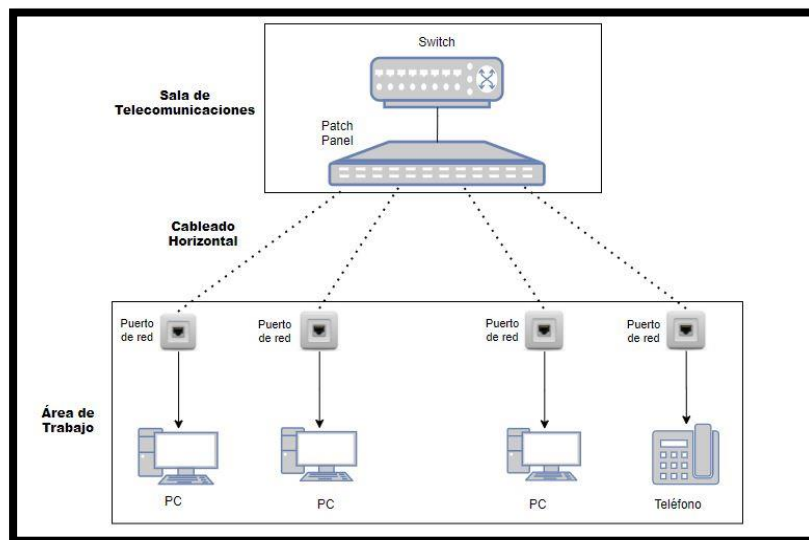 Switch
Sala de
Telecomunicaciones
Patch
Panel
Cableado
Horizontal
Puerto
de red
Puerto
de red
Puerto
de red
Puerto
de red
Área de
Trabajo
PC
PC
PC
Teléfono